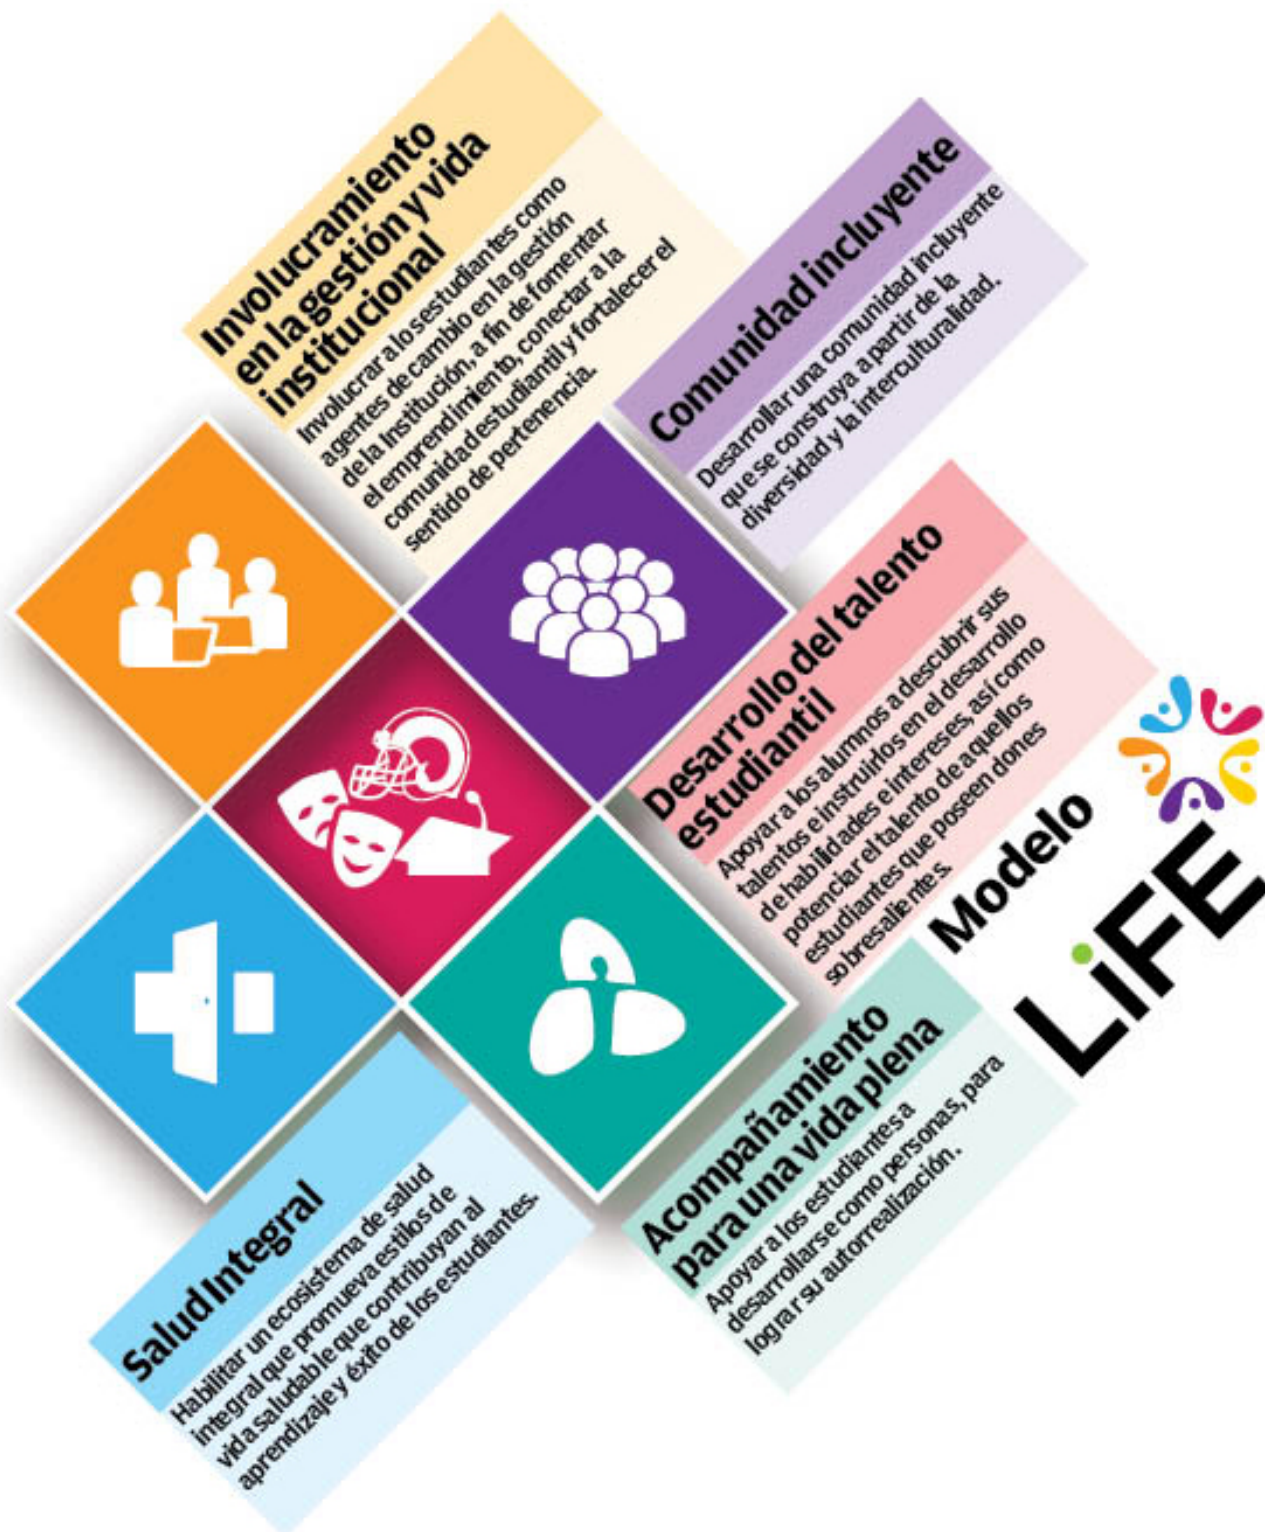 Involucramiento
en la gestión y vida
institucional
Involucrar a los estudiantes como
agentes de cambio en la gestión
de la Institución, a fin de fomentar
el emprendimiento, conectar a la
comunidad estudiantil y fortalecer el
sentido de pertenencia.
Comunidad incluyente
Desarrollar una comunidad incluyente
que se construya a partir de la
diversidad y la interculturalidad.
Desarrollo del talento
estudiantil
Apoyar a los alumnos a descubrir sus
talentos e instruirlos en el desarrollo
de habilidades e intereses, así como
potenciar el talento de aquellos
estudiantes que poseen dones
sobresalientes.
Modelo
LiFE
Acompañamiento
para una vida plena
Apoyar a los estudiantes a
desarrollarse como personas, para
lograr su autorrealización.
Salud Integral
Habilitar un ecosistema de salud
integral que promueva estilos de
vida saludable que contribuyan al
aprendizaje y éxito de los estudiantes.